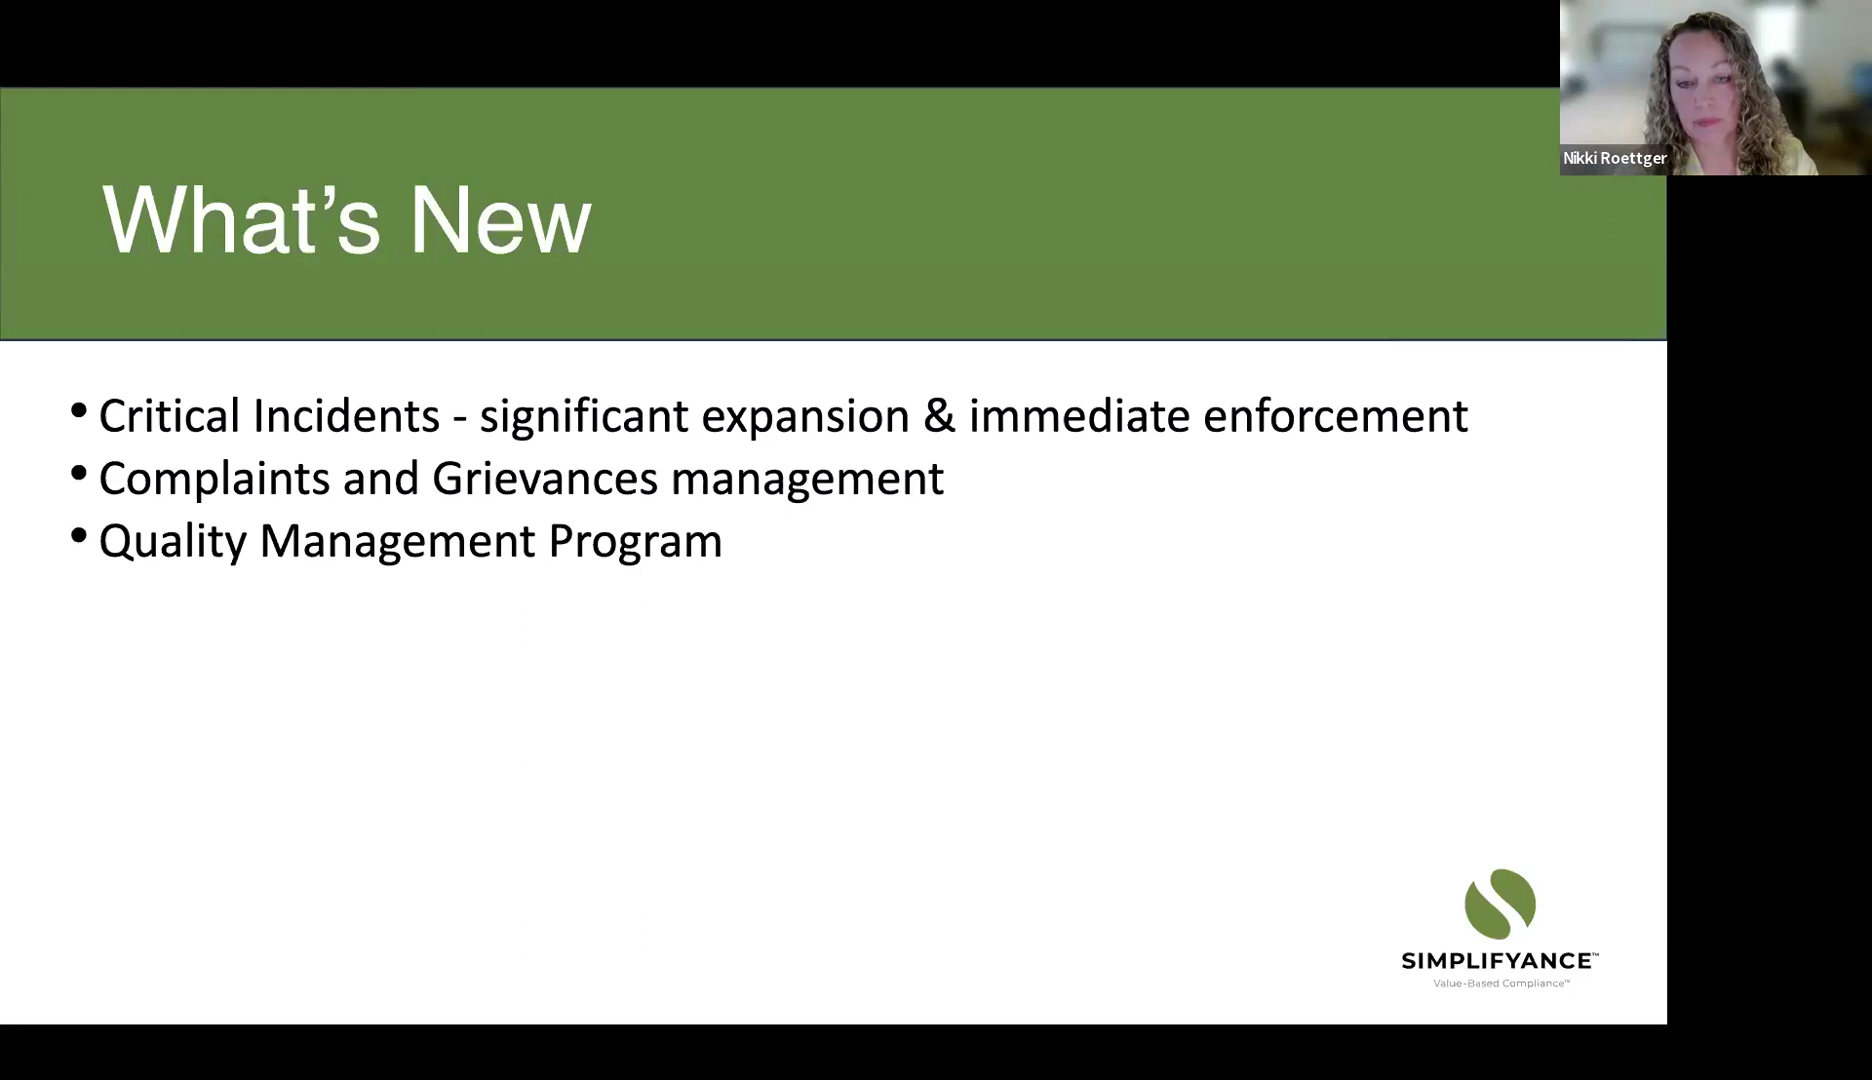 Nikki Roettger
What’s New
• Critical Incidents - significant expansion & immediate enforcement
• Complaints and Grievances management
• Quality Management Program
SIMPLIFYANCE™
Value-Based Compliance™